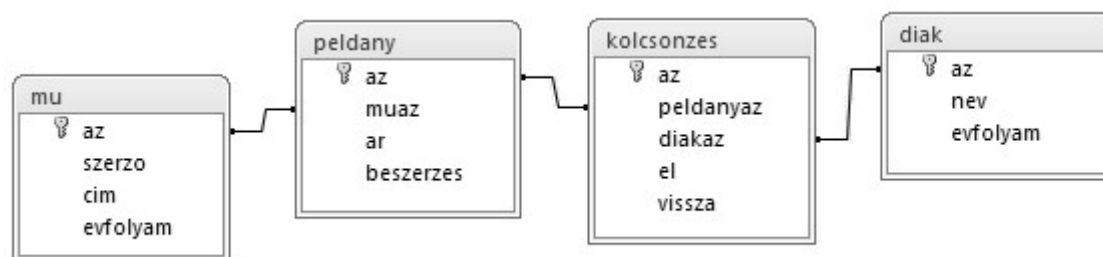 mu
az
szerzo
cim
evfolyam
peldany
az
muaz
ar
beszerzes
kolcsonzes
az
peldanyaz
diakaz
el
vissza
diak
az
nev
evfolyam